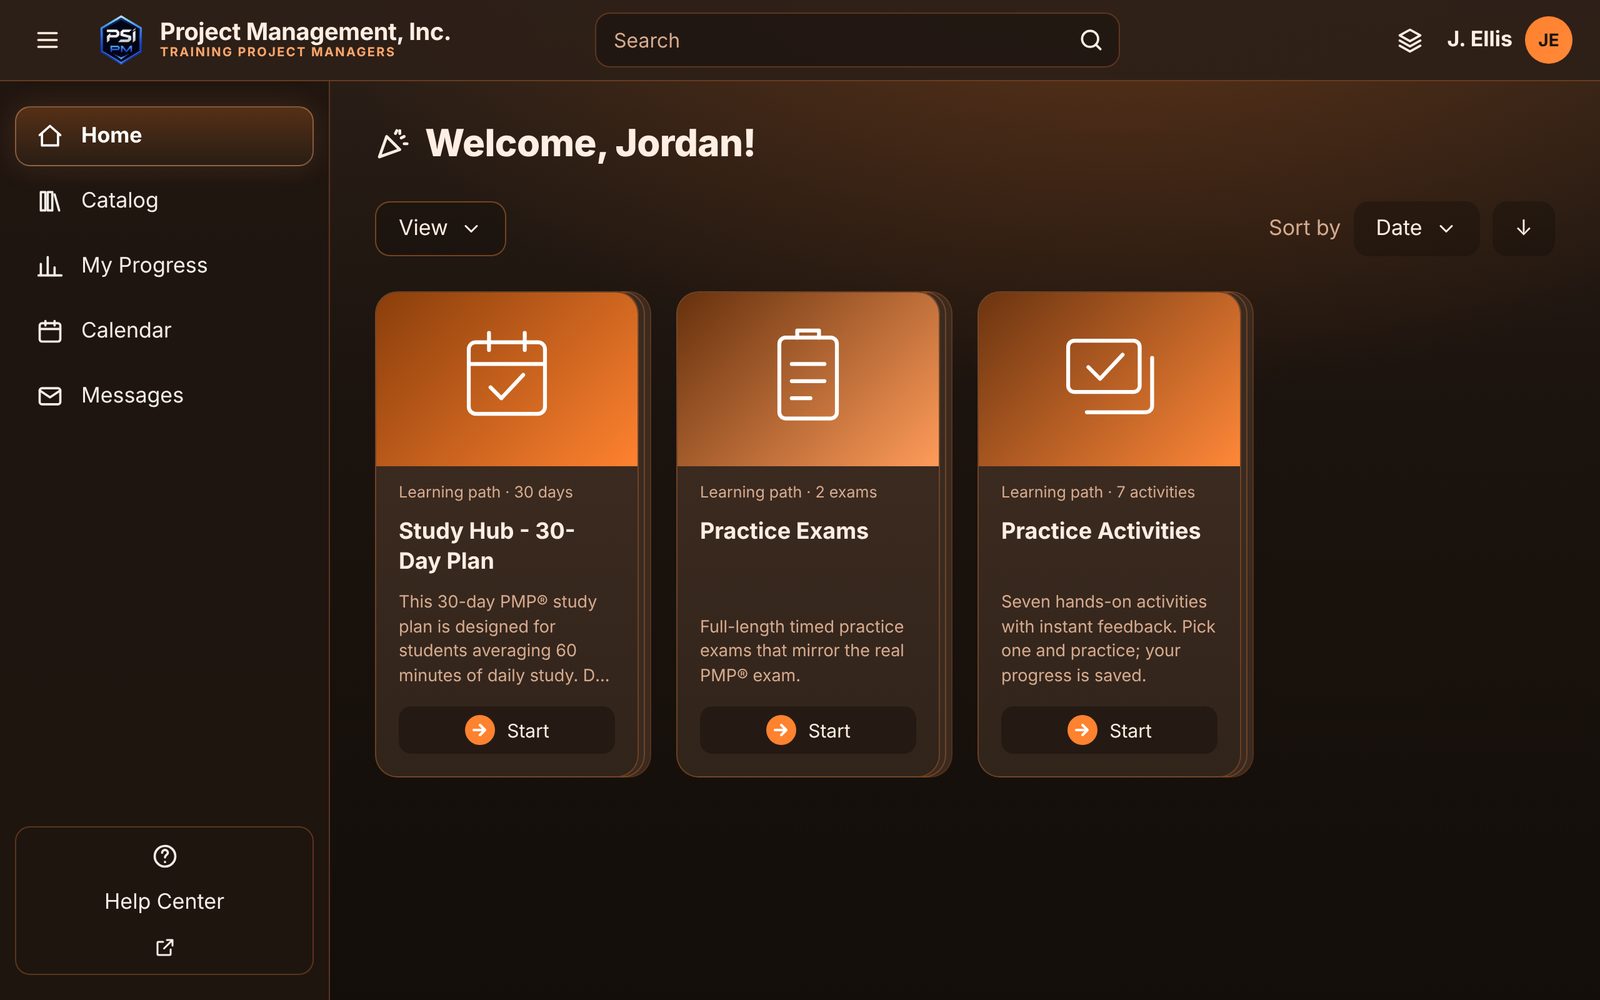 PSI
PM
Project Management, Inc.
TRAINING PROJECT MANAGERS
Search
J. Ellis
JE
Home
Catalog
My Progress
Calendar
Messages
Help Center
Welcome, Jordan!
View
Sort by
Date
Learning path · 30 days
Study Hub - 30-
Day Plan
This 30-day PMP® study
plan is designed for
students averaging 60
minutes of daily study. D...
Start
Learning path · 2 exams
Practice Exams
Full-length timed practice
exams that mirror the real
PMP® exam.
Start
Learning path · 7 activities
Practice Activities
Seven hands-on activities
with instant feedback. Pick
one and practice; your
progress is saved.
Start